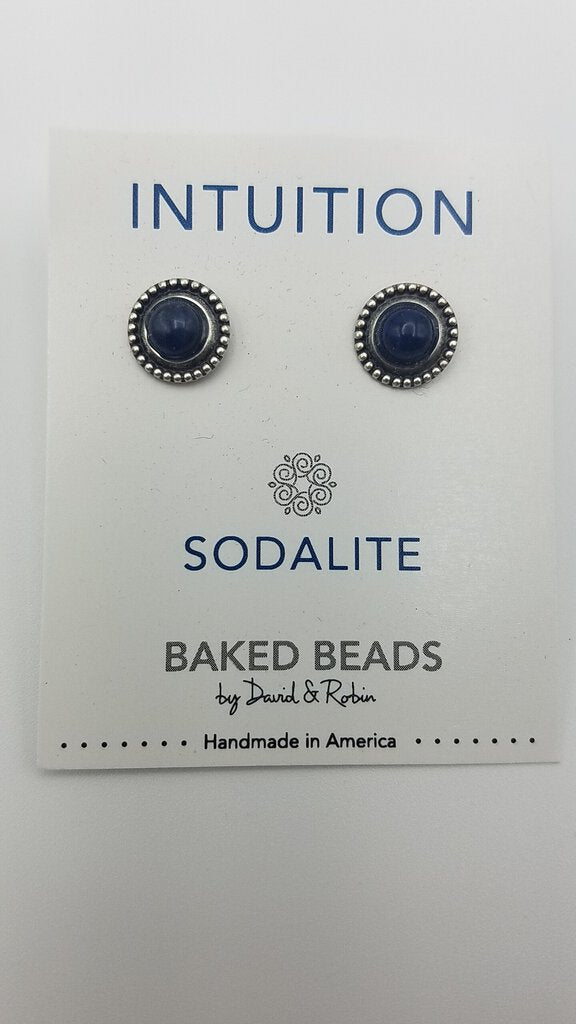 INTUITION
SODALITE
BAKED BEADS
by David & Robin
Handmade in America